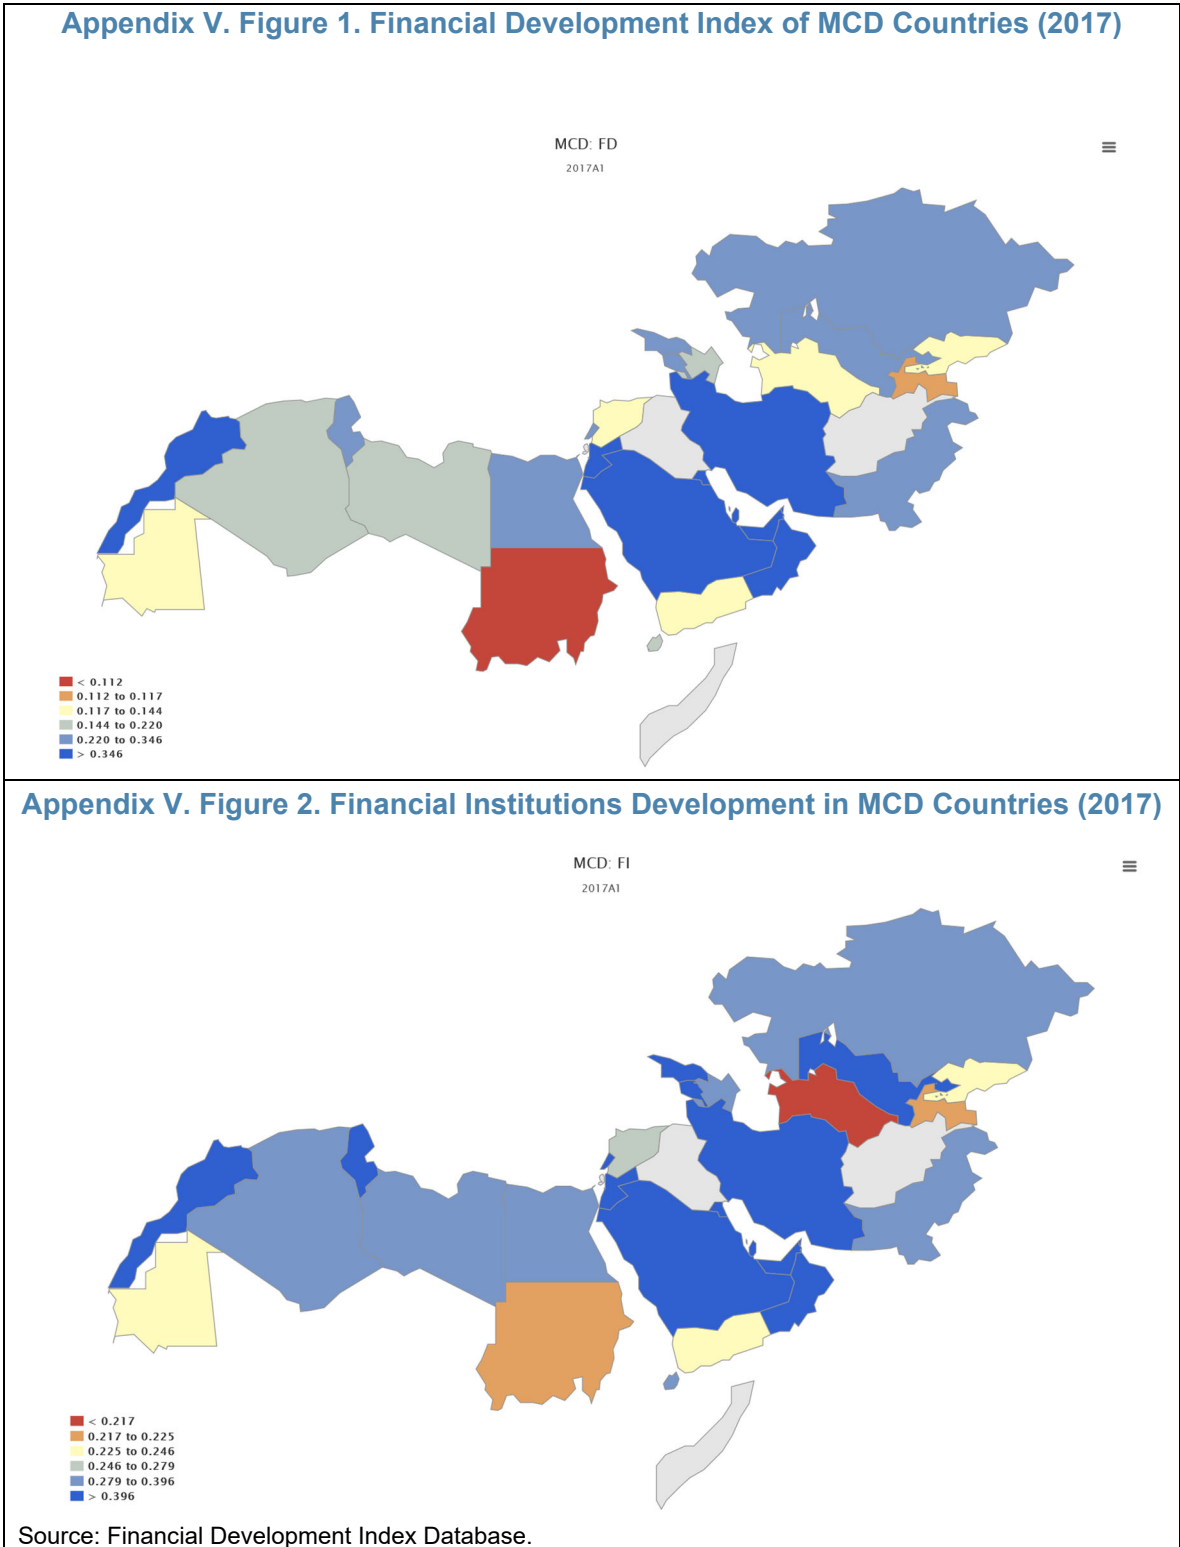 Appendix V. Figure 1. Financial Development Index of MCD Countries (2017)
MCD: FD
2017A1
< 0.112
0.112 to 0.117
0.117 to 0.144
0.144 to 0.220
0.220 to 0.346
> 0.346
Appendix V. Figure 2. Financial Institutions Development in MCD Countries (2017)
MCD: FI
2017A1
< 0.217
0.217 to 0.225
0.225 to 0.246
0.246 to 0.279
0.279 to 0.396
> 0.396
Source: Financial Development Index Database.